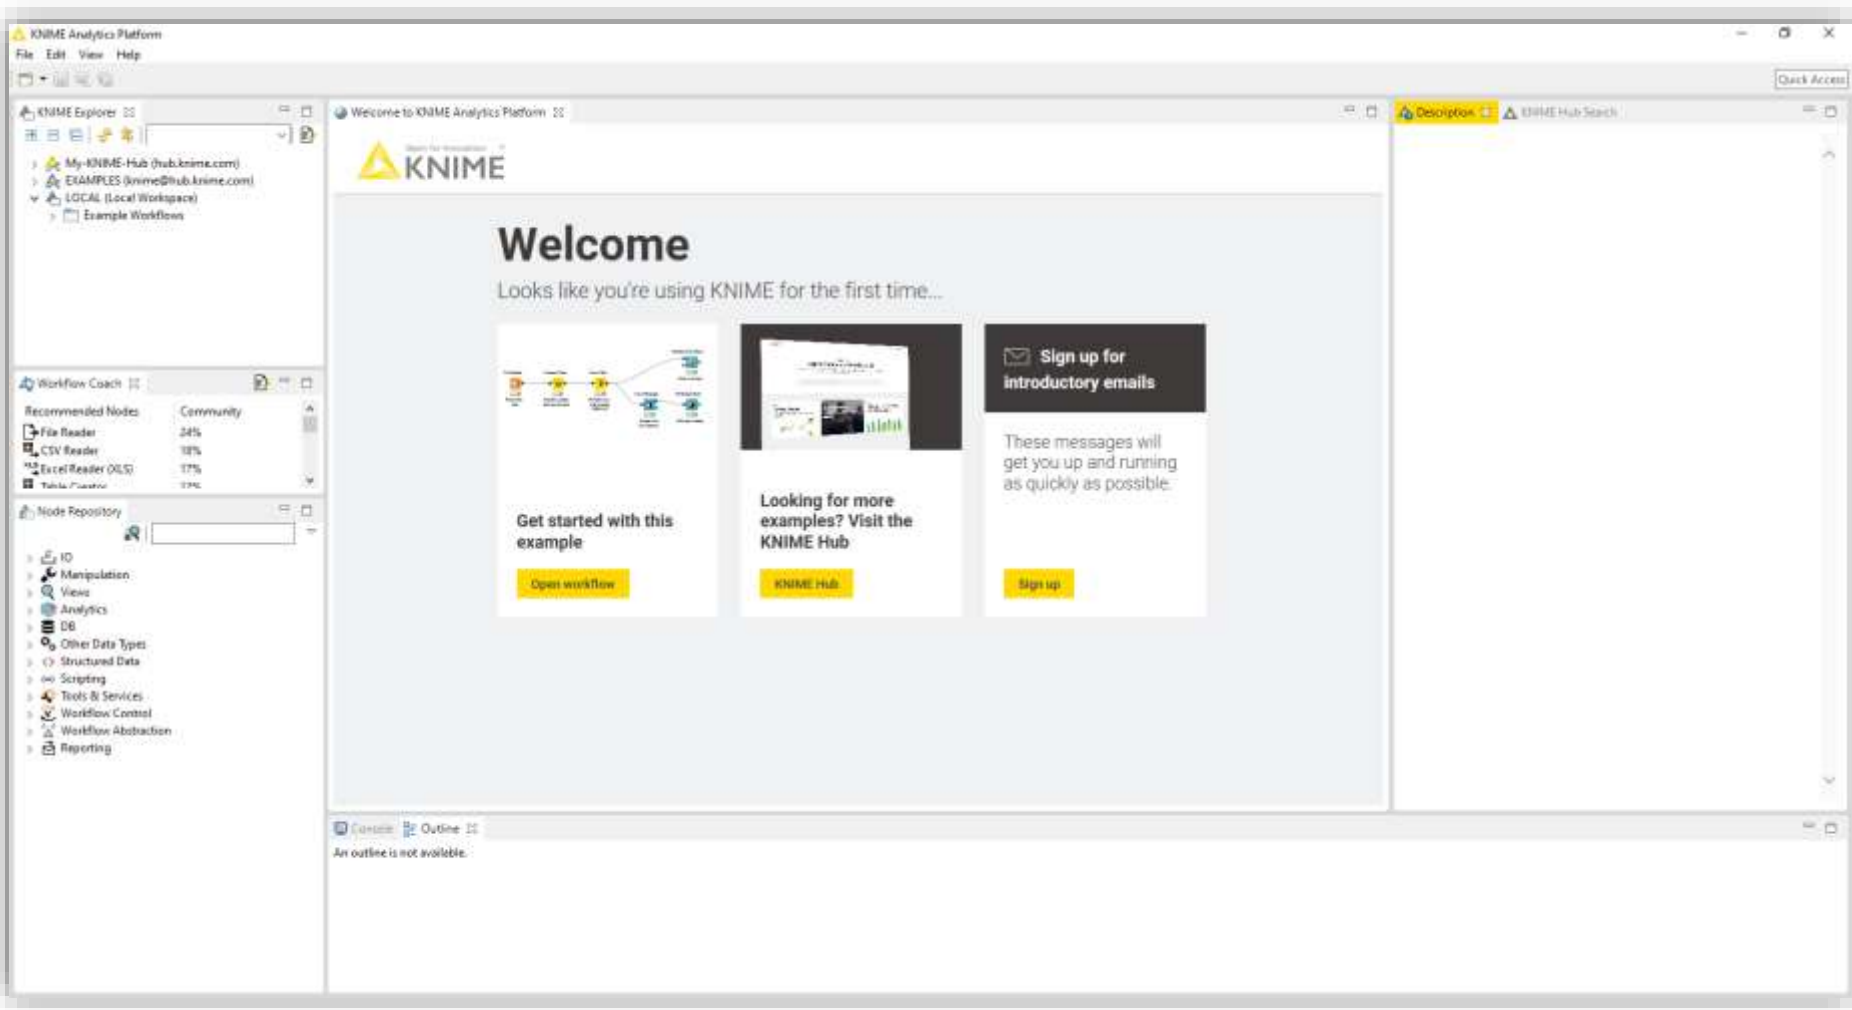 KNIME Analytics Platform
File Edit View Help
Quick Access
KNIME Explorer
My-KNIME-Hub (hub.knime.com)
EXAMPLES (knime@hub.knime.com)
LOCAL (Local Workspace)
Example Workflows
Workflow Coach
Recommended Nodes Community
File Reader 24%
CSV Reader 18%
Excel Reader (XLS) 17%
Table Creator 17%
Node Repository
IO
Manipulation
Views
Analytics
DB
Other Data Types
Structured Data
Scripting
Tools & Services
Workflow Control
Workflow Abstraction
Reporting
Welcome to KNIME Analytics Platform
Open for Innovation
KNIME
Welcome
Looks like you're using KNIME for the first time...
Get started with this
example
Open workflow
Looking for more
examples? Visit the
KNIME Hub
KNIME Hub
Sign up for
introductory emails
These messages will
get you up and running
as quickly as possible.
Sign up
Description KNIME Hub Search
Console Outline
An outline is not available.